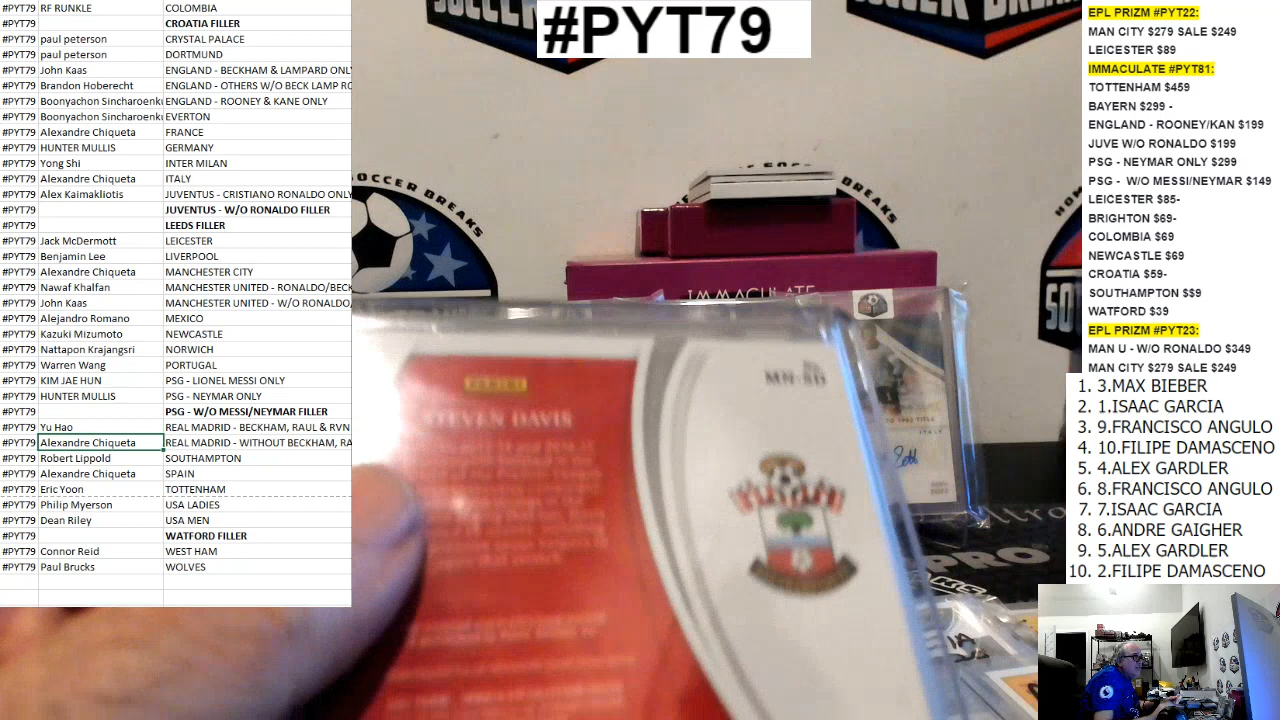 #PYT79 RF RUNKLE COLOMBIA
#PYT79 CROATIA FILLER
#PYT79 paul peterson CRYSTAL PALACE
#PYT79 paul peterson DORTMUND
#PYT79 John Kaas ENGLAND - BECKHAM & LAMPARD ONLY
#PYT79 Brandon Hoberecht ENGLAND - OTHERS W/O BECK LAMP RO
#PYT79 Boonyachon Sincharoenku ENGLAND - ROONEY & KANE ONLY
#PYT79 Boonyachon Sincharoenku EVERTON
#PYT79 Alexandre Chiqueta FRANCE
#PYT79 HUNTER MULLIS GERMANY
#PYT79 Yong Shi INTER MILAN
#PYT79 Alexandre Chiqueta ITALY
#PYT79 Alex Kaimakliotis JUVENTUS - CRISTIANO RONALDO ONLY
#PYT79 JUVENTUS - W/O RONALDO FILLER
#PYT79 LEEDS FILLER
#PYT79 Jack McDermott LEICESTER
#PYT79 Benjamin Lee LIVERPOOL
#PYT79 Alexandre Chiqueta MANCHESTER CITY
#PYT79 Nawaf Khalfan MANCHESTER UNITED - RONALDO/BEC
#PYT79 John Kaas MANCHESTER UNITED - W/O RONALDO/
#PYT79 Alejandro Romano MEXICO
#PYT79 Kazuki Mizumoto NEWCASTLE
#PYT79 Nattapon Krajangsri NORWICH
#PYT79 Warren Wang PORTUGAL
#PYT79 KIM JAE HUN PSG - LIONEL MESSI ONLY
#PYT79 HUNTER MULLIS PSG - NEYMAR ONLY
#PYT79 PSG - W/O MESSI/NEYMAR FILLER
#PYT79 Yu Hao REAL MADRID - BECKHAM, RAUL & RVN
#PYT79 Alexandre Chiqueta REAL MADRID - WITHOUT BECKHAM, RA
#PYT79 Robert Lippold SOUTHAMPTON
#PYT79 Alexandre Chiqueta SPAIN
#PYT79 Eric Yoon TOTTENHAM
#PYT79 Philip Myerson USA LADIES
#PYT79 Dean Riley USA MEN
#PYT79 WATFORD FILLER
#PYT79 Connor Reid WEST HAM
#PYT79 Paul Brucks WOLVES
#PYT79
SOCCER BREAKS
IMMACULATE
PANINI
STEVEN DAVIS
No.
MN-SD
ITALY
EPL PRIZM #PYT22:
MAN CITY $279 SALE $249
LEICESTER $89
IMMACULATE #PYT81:
TOTTENHAM $459
BAYERN $299 -
ENGLAND - ROONEY/KAN $199
JUVE W/O RONALDO $199
PSG - NEYMAR ONLY $299
PSG - W/O MESSI/NEYMAR $149
LEICESTER $85-
BRIGHTON $69-
COLOMBIA $69
NEWCASTLE $69
CROATIA $59-
SOUTHAMPTON $$9
WATFORD $39
EPL PRIZM #PYT23:
MAN U - W/O RONALDO $349
MAN CITY $279 SALE $249
1. 3.MAX BIEBER
2. 1.ISAAC GARCIA
3. 9.FRANCISCO ANGULO
4. 10.FILIPE DAMASCENO
5. 4.ALEX GARDLER
6. 8.FRANCISCO ANGULO
7. 7.ISAAC GARCIA
8. 6.ANDRE GAIGHER
9. 5.ALEX GARDLER
10. 2.FILIPE DAMASCENO